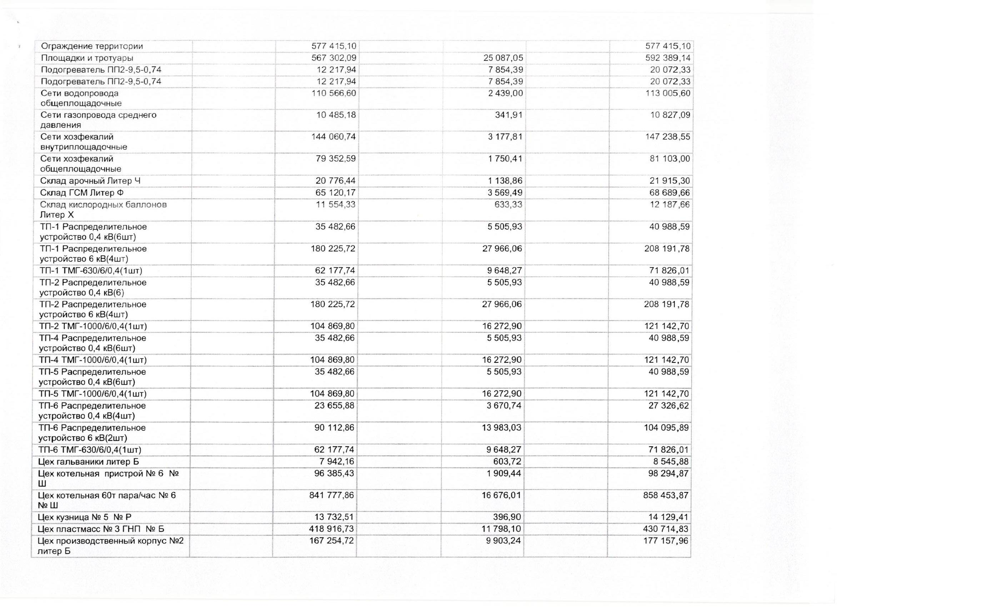 Ограждение территории 577 415,10 577 415,10
Площадки и тротуары 567 302,09 25 087,05 592 389,14
Подогреватель ПП2-9,5-0,74 12 217,94 7 854,39 20 072,33
Подогреватель ПП2-9,5-0,74 12 217,94 7 854,39 20 072,33
Сети водопровода 110 566,60 2 439,00 113 005,60
общеплощадочные
Сети газопровода среднего 10 485,18 341,91 10 827,09
давления
Сети хозфекалий 144 060,74 3 177,81 147 238,55
внутриплощадочные
Сети хозфекалий 79 352,59 1 750,41 81 103,00
общеплощадочные
Склад арочный Литер Ч 20 776,44 1 138,86 21 915,30
Склад ГСМ Литер Ф 65 120,17 3 569,49 68 689,66
Склад кислородных баллонов 11 554,33 633,33 12 187,66
Литер Х
ТП-1 Распределительное 35 482,66 5 505,93 40 988,59
устройство 0,4 кВ(6шт)
ТП-1 Распределительное 180 225,72 27 966,06 208 191,78
устройство 6 кВ(4шт)
ТП-1 ТМГ-630/6/0,4(1шт) 62 177,74 9 648,27 71 826,01
ТП-2 Распределительное 35 482,66 5 505,93 40 988,59
устройство 0,4 кВ(6)
ТП-2 Распределительное 180 225,72 27 966,06 208 191,78
устройство 6 кВ(4шт)
ТП-2 ТМГ-1000/6/0,4(1шт) 104 869,80 16 272,90 121 142,70
ТП-4 Распределительное 35 482,66 5 505,93 40 988,59
устройство 0,4 кВ(6шт)
ТП-4 ТМГ-1000/6/0,4(1шт) 104 869,80 16 272,90 121 142,70
ТП-5 Распределительное 35 482,66 5 505,93 40 988,59
устройство 0,4 кВ(6шт)
ТП-5 ТМГ-1000/6/0,4(1шт) 104 869,80 16 272,90 121 142,70
ТП-6 Распределительное 23 655,88 3 670,74 27 326,62
устройство 0,4 кВ(4шт)
ТП-6 Распределительное 90 112,86 13 983,03 104 095,89
устройство 6 кВ(2шт)
ТП-6 ТМГ-630/6/0,4(1шт) 62 177,74 9 648,27 71 826,01
Цех гальваники литер Б 7 942,16 603,72 8 545,88
Цех котельная пристрой № 6 № 96 385,43 1 909,44 98 294,87
Ш
Цех котельная 60т пара/час № 6 841 777,86 16 676,01 858 453,87
№ Ш
Цех кузница № 5 № Р 13 732,51 396,90 14 129,41
Цех пластмасс № 3 ГНП № Б 418 916,73 11 798,10 430 714,83
Цех производственный корпус №2 167 254,72 9 903,24 177 157,96
литер Б